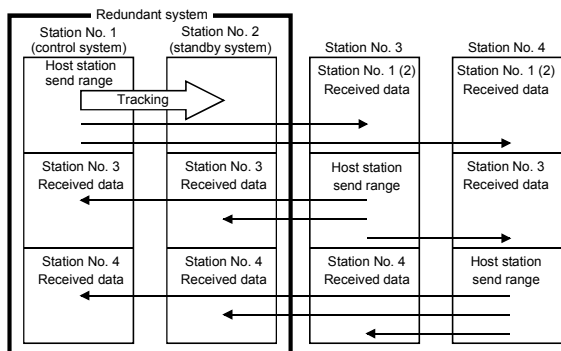 Redundant system
Station No. 1
(control system)
Station No. 2
(standby system)
Station No. 3
Station No. 4
Host station
send range
Tracking
Station No. 1 (2)
Received data
Station No. 1 (2)
Received data
Station No. 3
Received data
Station No. 3
Received data
Host station
send range
Station No. 3
Received data
Station No. 4
Received data
Station No. 4
Received data
Station No. 4
Received data
Host station
send range